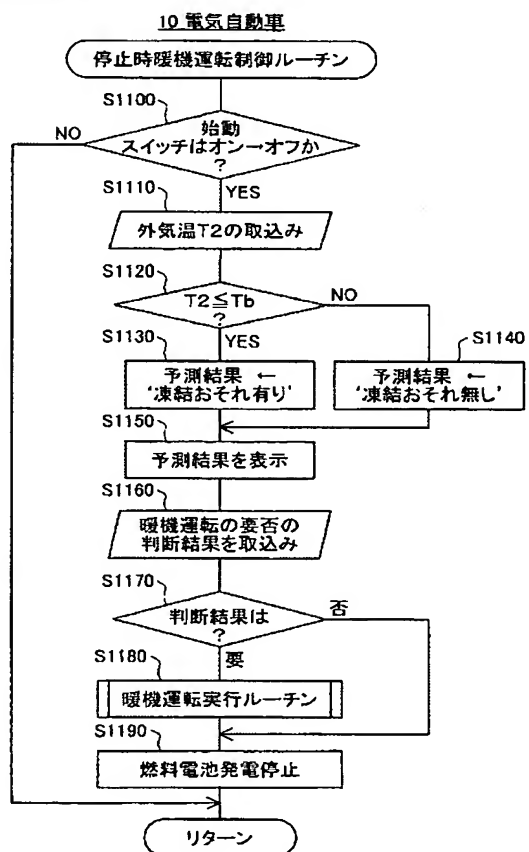 10 電気自動車
停止時暖機運転制御ルーチン
S1100
NO
始動
スイッチはオン→オフか
?
S1110
YES
外気温T2の取込み
S1120
T2≦Tb
?
NO
S1130
YES
S1140
予測結果 ←
‘凍結おそれ有り’
予測結果 ←
‘凍結おそれ無し’
S1150
予測結果を表示
S1160
暖機運転の要否の
判断結果を取込み
S1170
判断結果は
?
否
S1180
要
暖機運転実行ルーチン
S1190
燃料電池発電停止
リターン